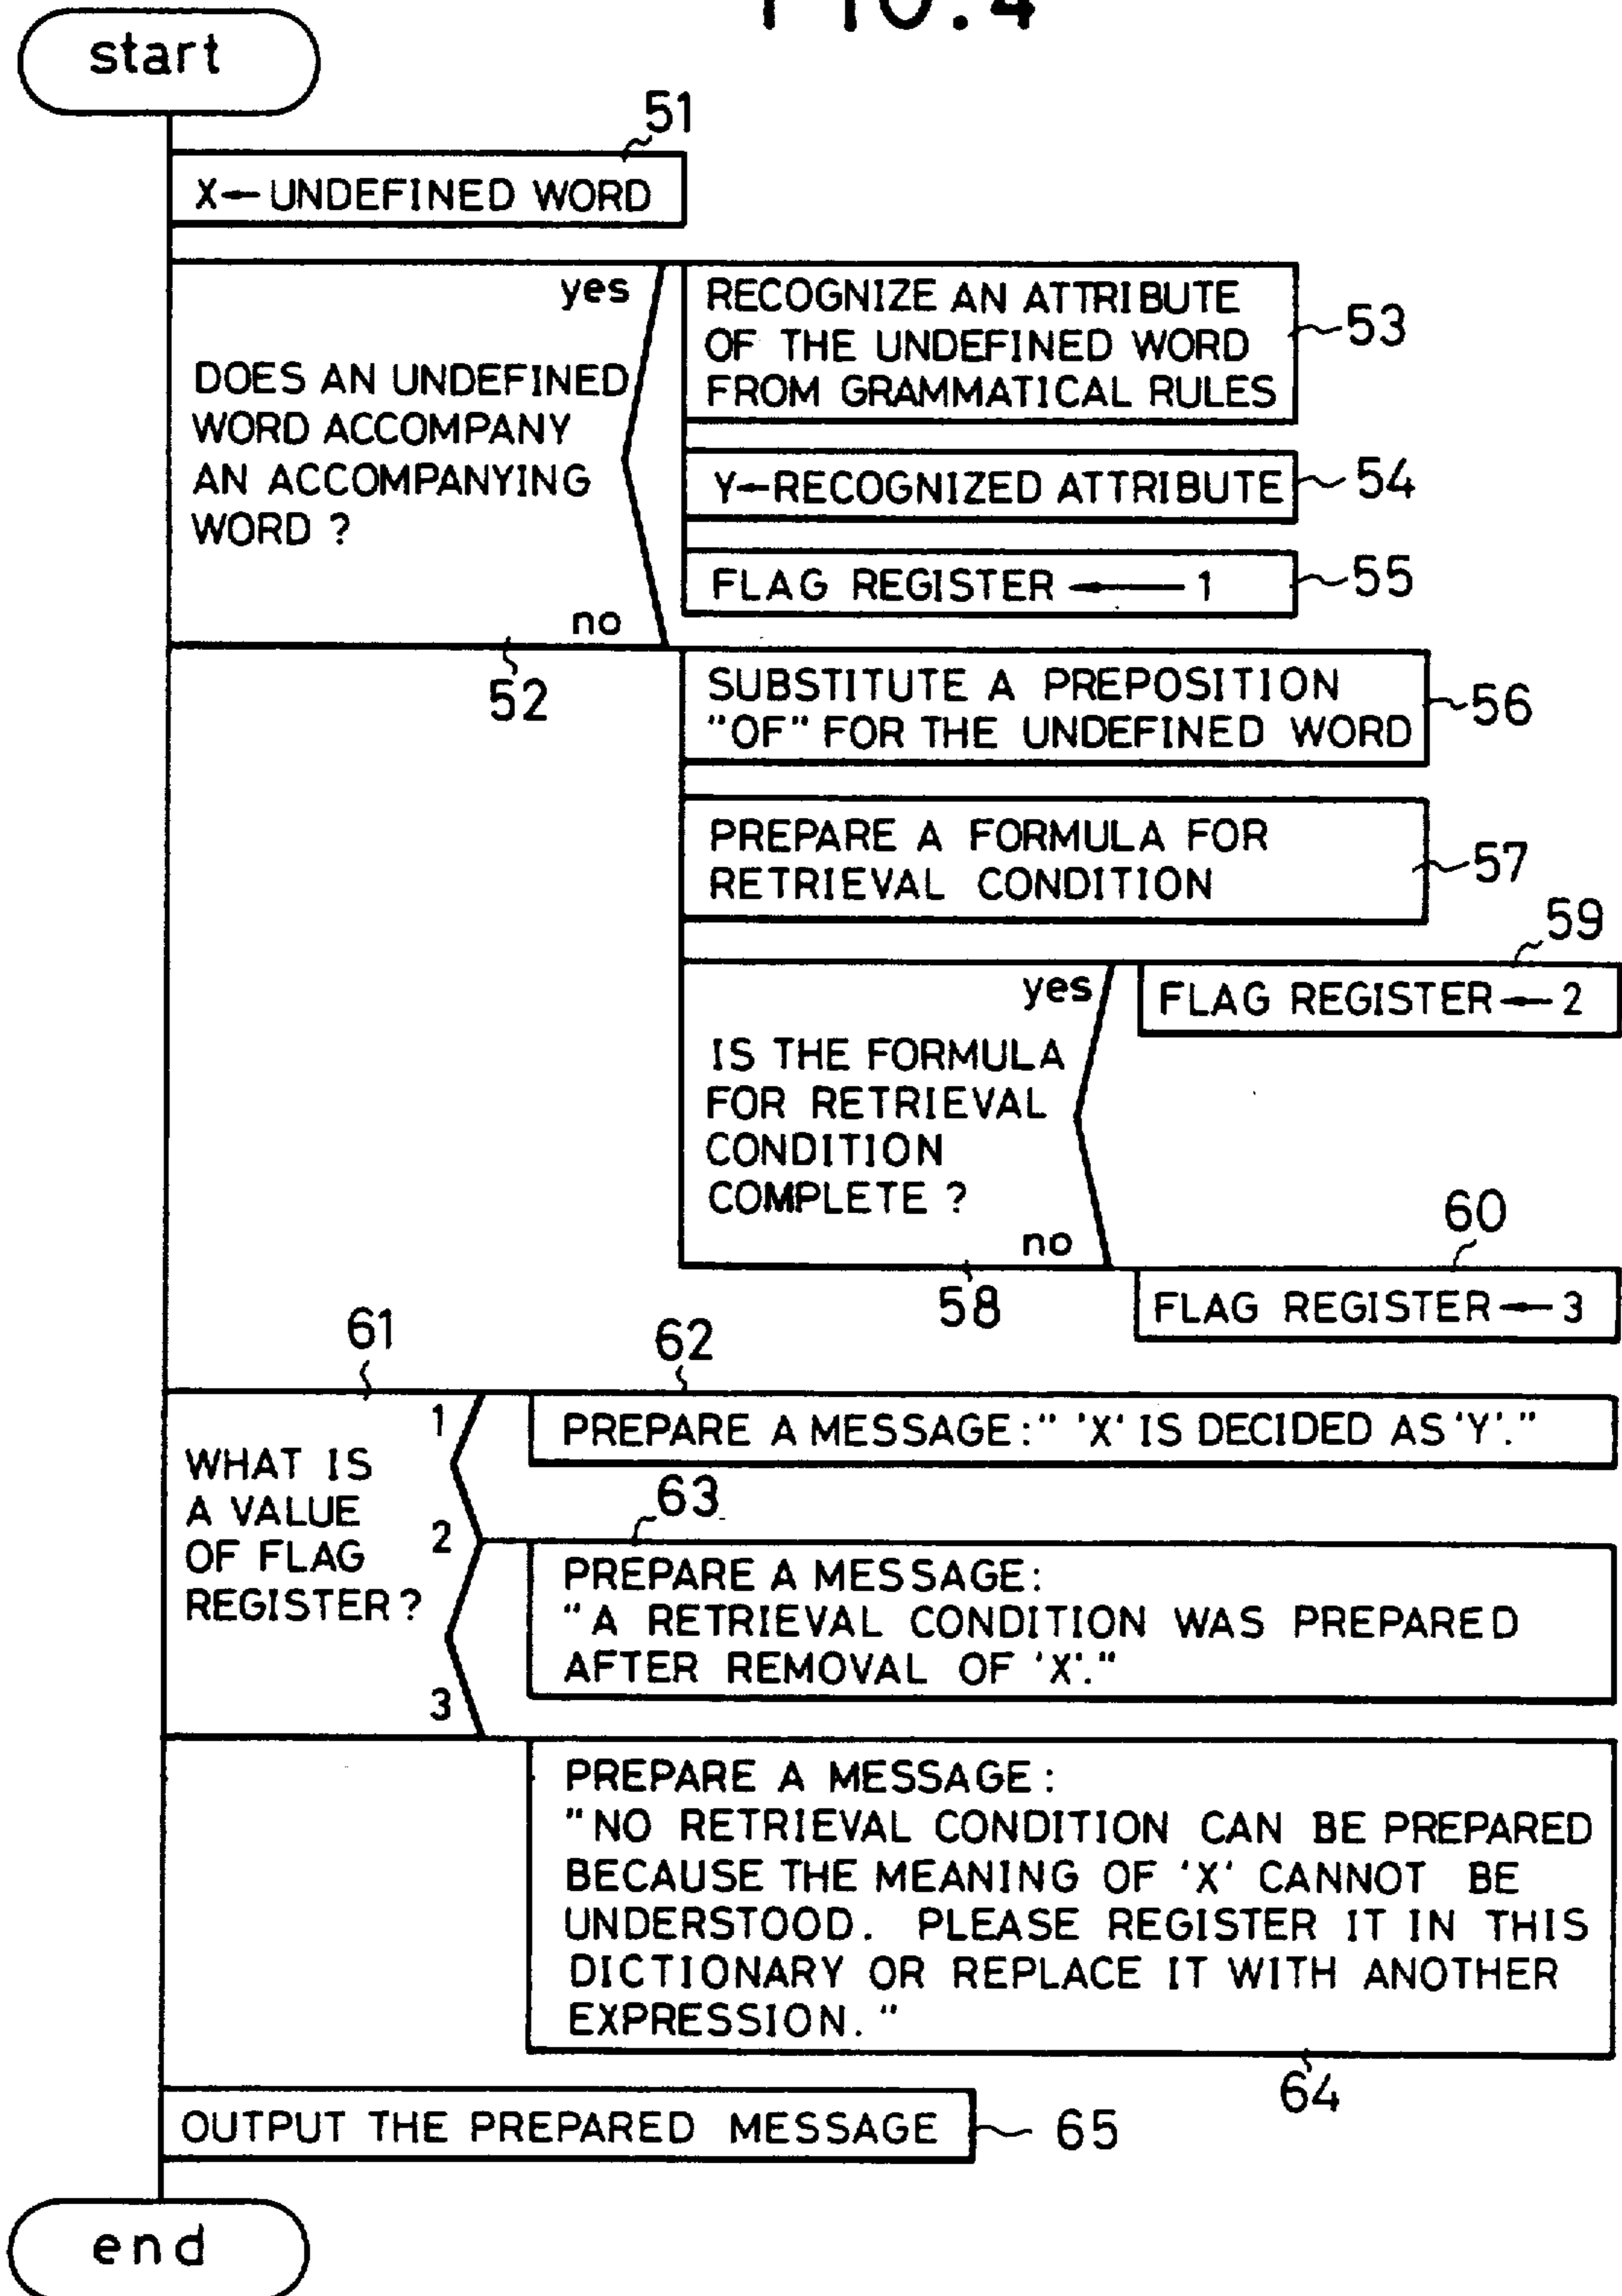 FIG.4
start
51
X←UNDEFINED WORD
yes
DOES AN UNDEFINED
WORD ACCOMPANY
AN ACCOMPANYING
WORD ?
no
52
RECOGNIZE AN ATTRIBUTE
OF THE UNDEFINED WORD
FROM GRAMMATICAL RULES
53
Y←RECOGNIZED ATTRIBUTE
54
FLAG REGISTER ← 1
55
SUBSTITUTE A PREPOSITION
"OF" FOR THE UNDEFINED WORD
56
PREPARE A FORMULA FOR
RETRIEVAL CONDITION
57
59
yes
FLAG REGISTER ← 2
IS THE FORMULA
FOR RETRIEVAL
CONDITION
COMPLETE ?
no
58
60
FLAG REGISTER ← 3
61
62
1
PREPARE A MESSAGE:" 'X' IS DECIDED AS 'Y'."
WHAT IS
A VALUE
OF FLAG
REGISTER?
63
2
PREPARE A MESSAGE:
"A RETRIEVAL CONDITION WAS PREPARED
AFTER REMOVAL OF 'X'."
3
PREPARE A MESSAGE:
"NO RETRIEVAL CONDITION CAN BE PREPARED
BECAUSE THE MEANING OF 'X' CANNOT BE
UNDERSTOOD. PLEASE REGISTER IT IN THIS
DICTIONARY OR REPLACE IT WITH ANOTHER
EXPRESSION."
64
OUTPUT THE PREPARED MESSAGE
65
end